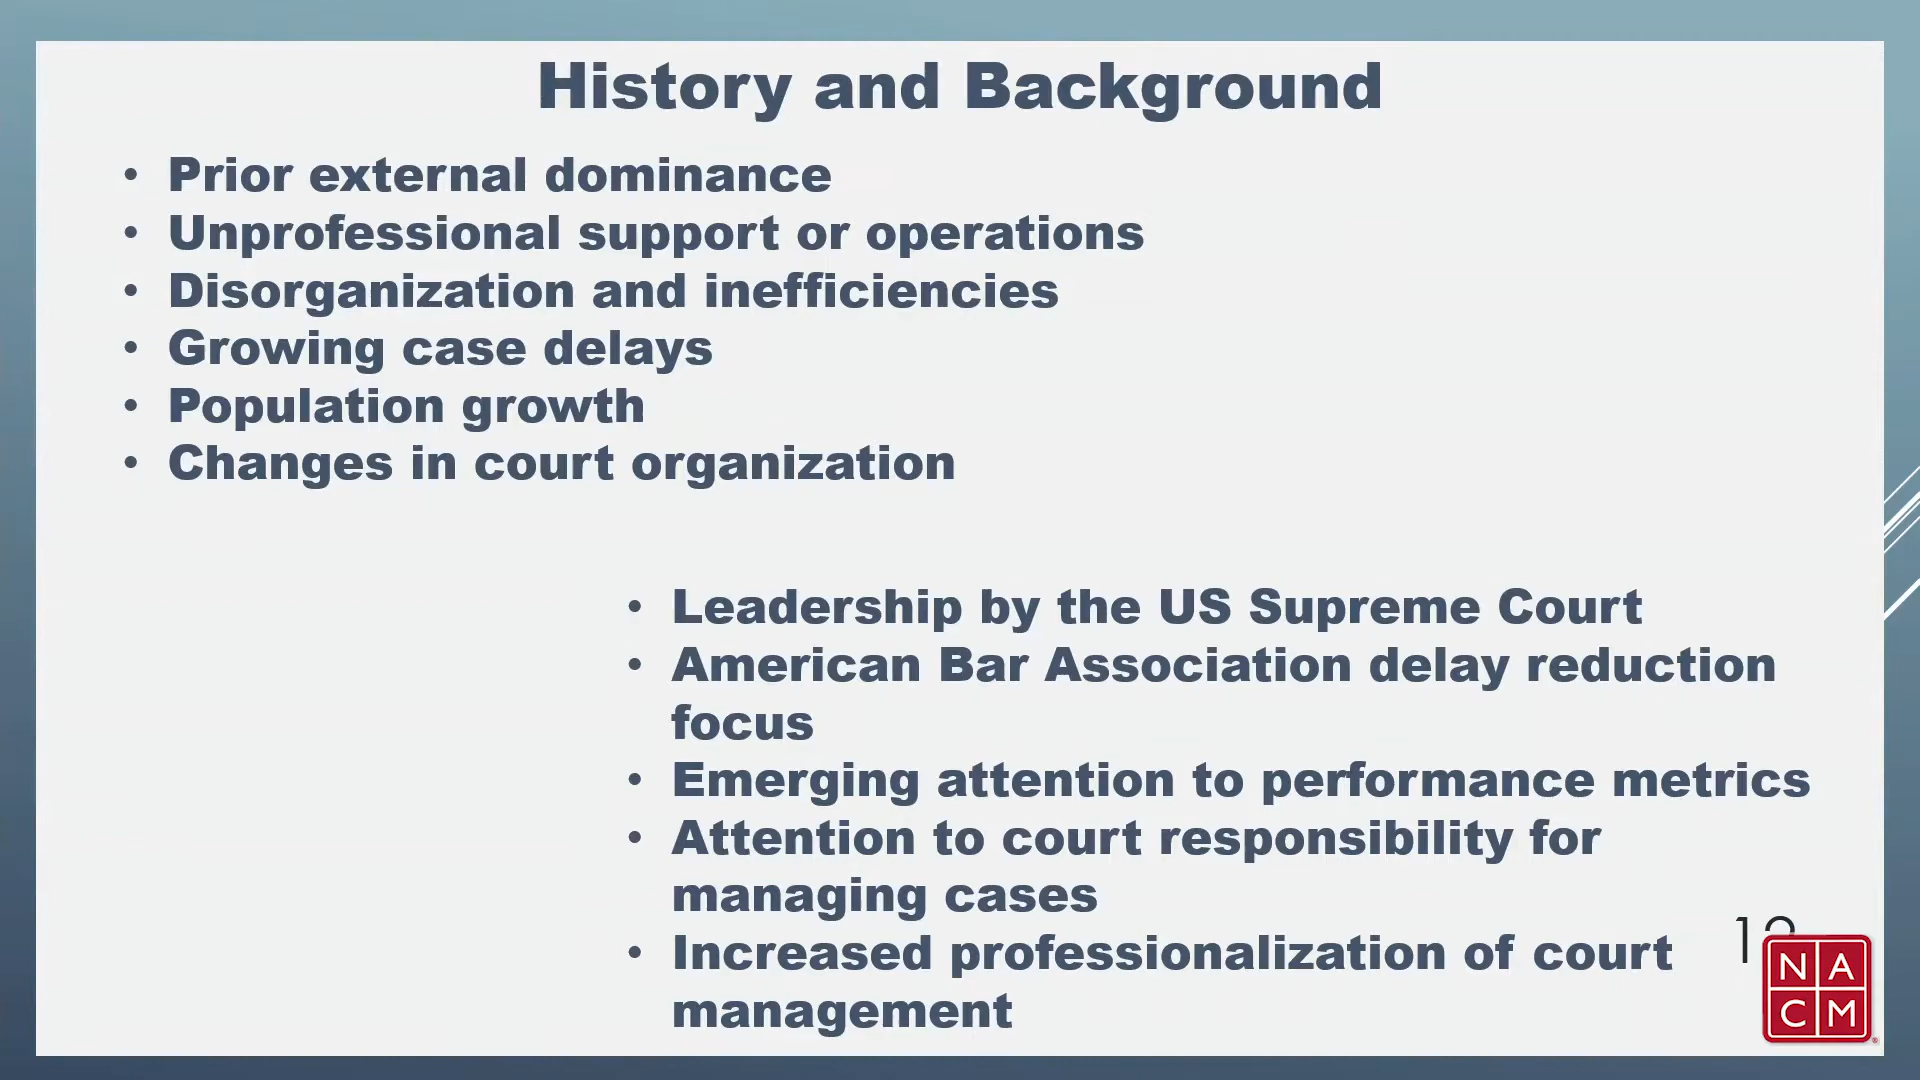 History and Background
• Prior external dominance
• Unprofessional support or operations
• Disorganization and inefficiencies
• Growing case delays
• Population growth
• Changes in court organization
• Leadership by the US Supreme Court
• American Bar Association delay reduction
focus
• Emerging attention to performance metrics
• Attention to court responsibility for
managing cases
• Increased professionalization of court
management
N A
C M